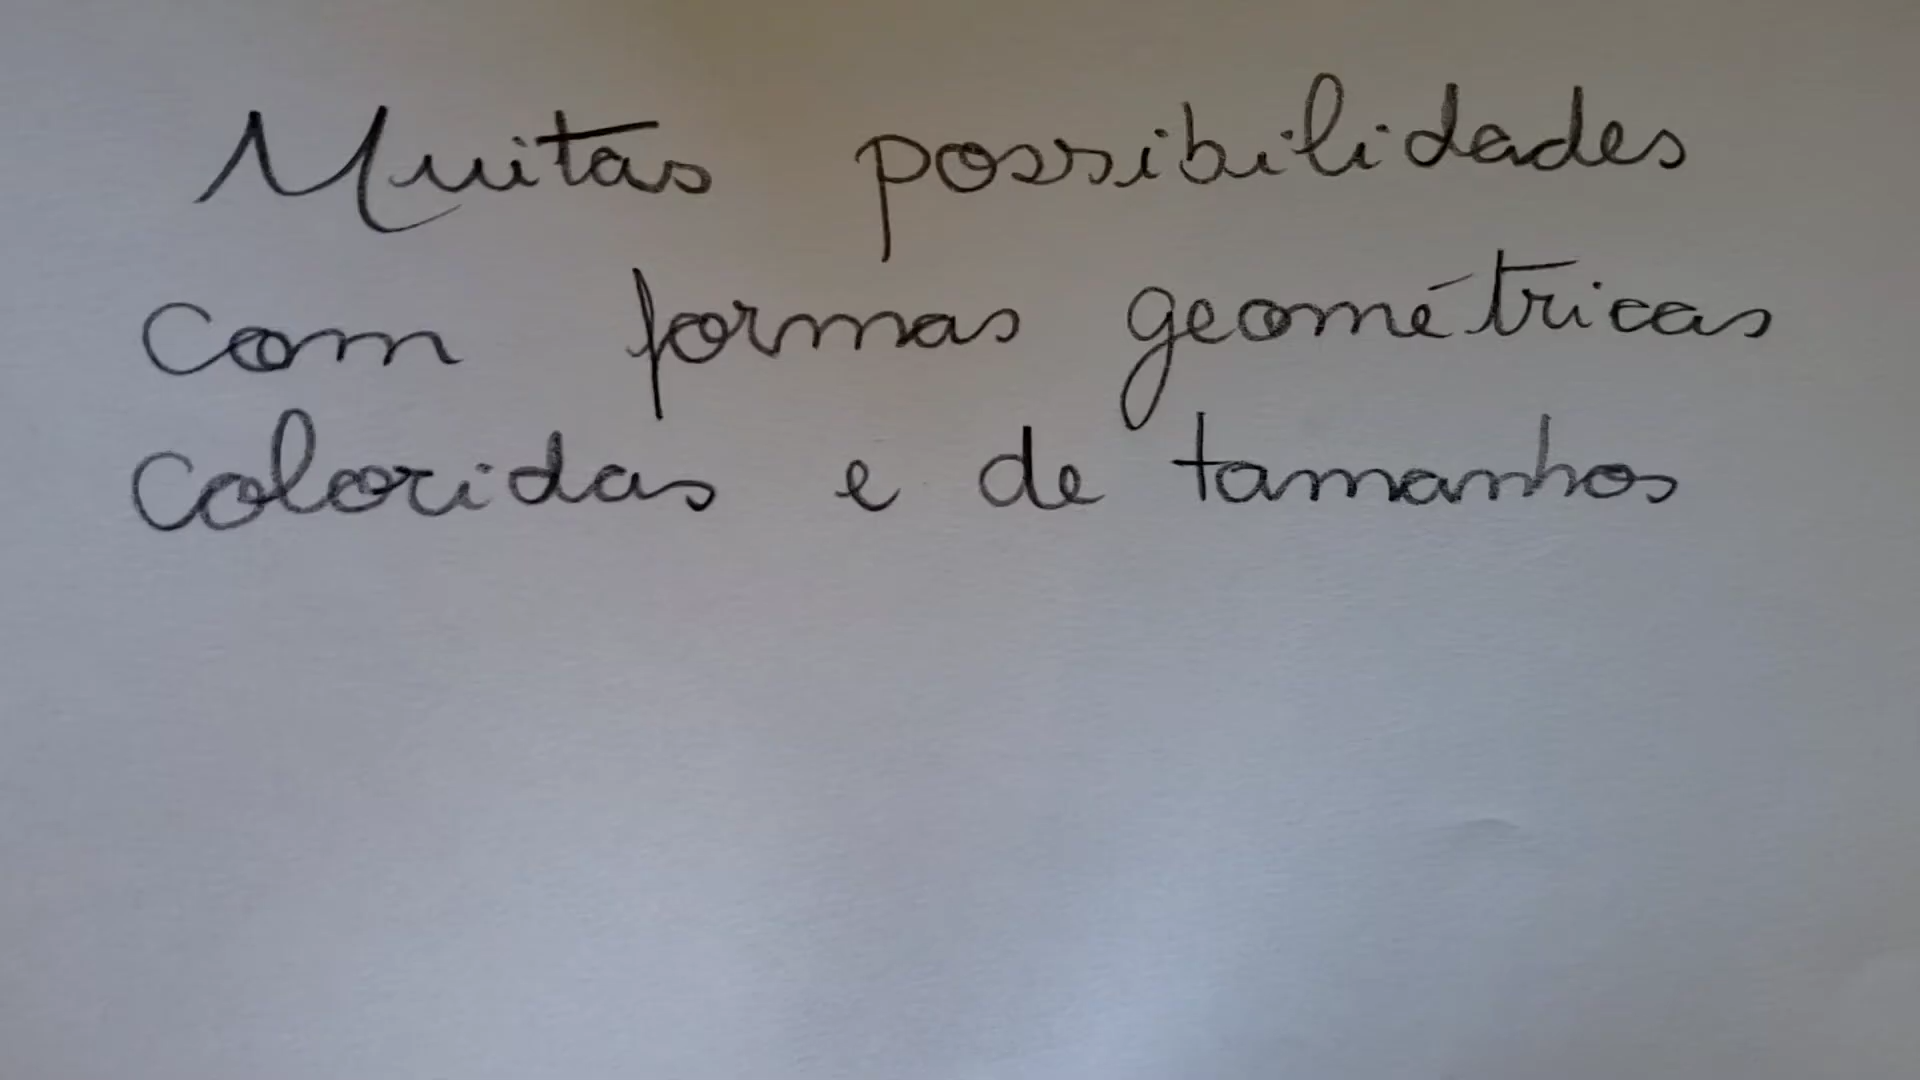 Muitas possibilidades
com formas geométricas
coloridas e de tamanhos